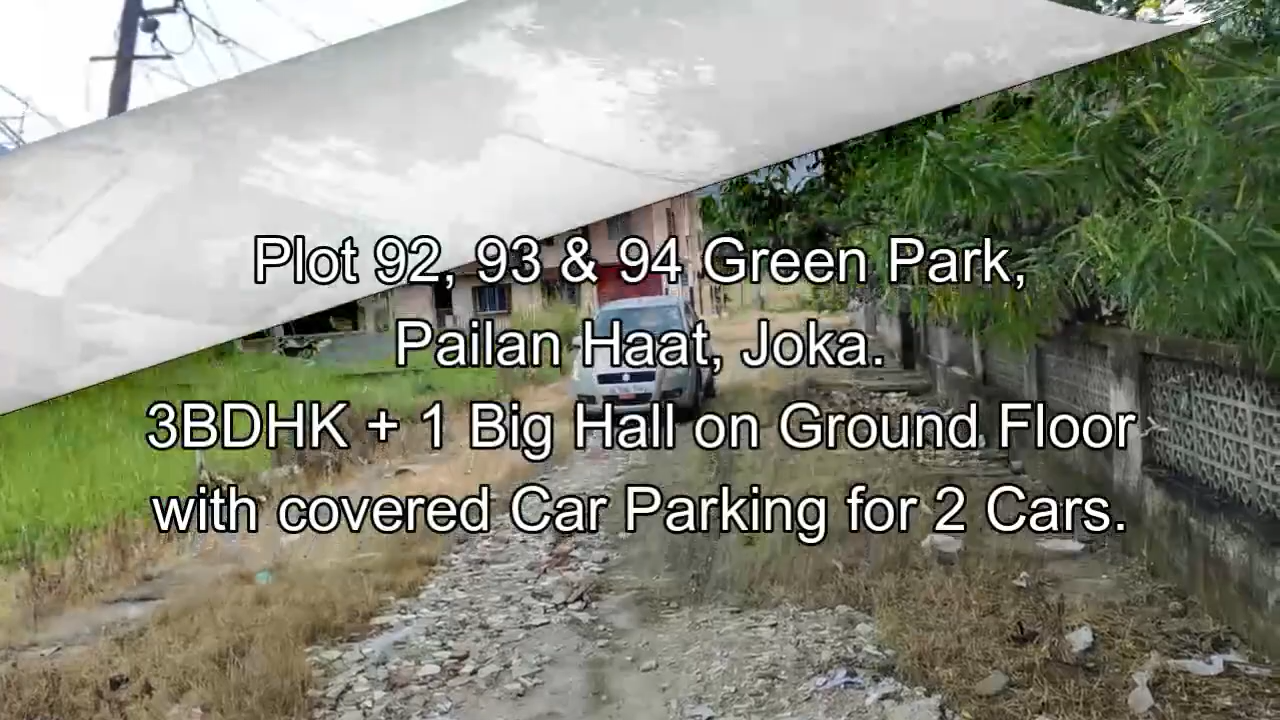 Plot 92, 93 & 94 Green Park,
Pailan Haat, Joka.
3BDHK + 1 Big Hall on Ground Floor
with covered Car Parking for 2 Cars.